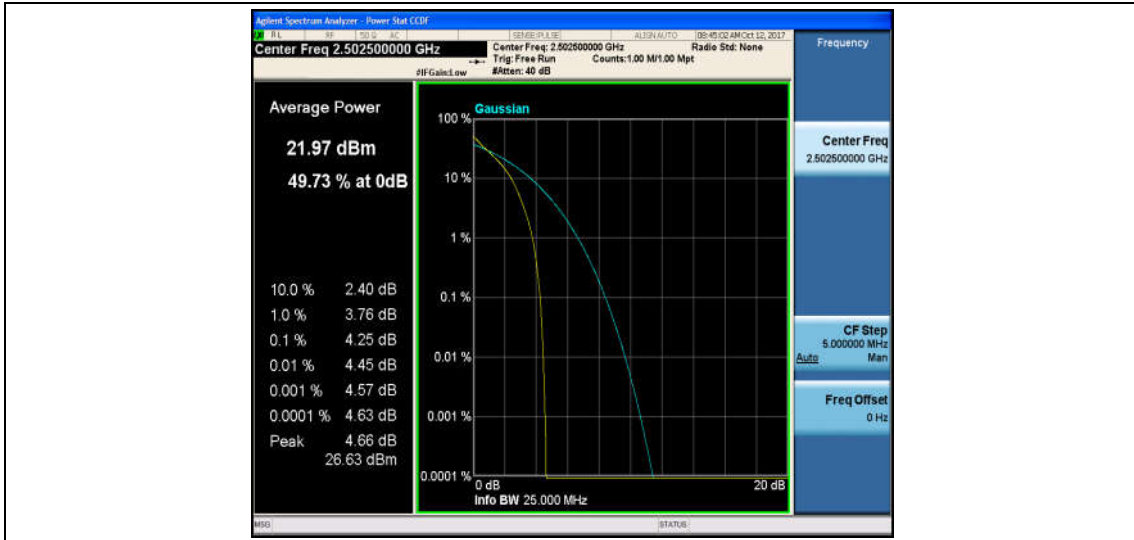 Agilent Spectrum Analyzer - Power Stat CCDF
RL RF 50 Ω AC SENSE:PULSE ALIGN AUTO 08:45:02 AM Oct 12, 2017
Center Freq 2.502500000 GHz
Center Freq: 2.502500000 GHz Radio Std: None
Trig: Free Run Counts:1.00 M/1.00 Mpt
#IFGain:Low #Atten: 40 dB
Frequency
Average Power
21.97 dBm
49.73 % at 0dB
10.0 % 2.40 dB
1.0 % 3.76 dB
0.1 % 4.25 dB
0.01 % 4.45 dB
0.001 % 4.57 dB
0.0001 % 4.63 dB
Peak 4.66 dB
26.63 dBm
Gaussian
100 %
10 %
1 %
0.1 %
0.01 %
0.001 %
0.0001 %
0 dB 20 dB
Info BW 25.000 MHz
Center Freq
2.502500000 GHz
CF Step
5.000000 MHz
Auto Man
Freq Offset
0 Hz
MSG STATUS